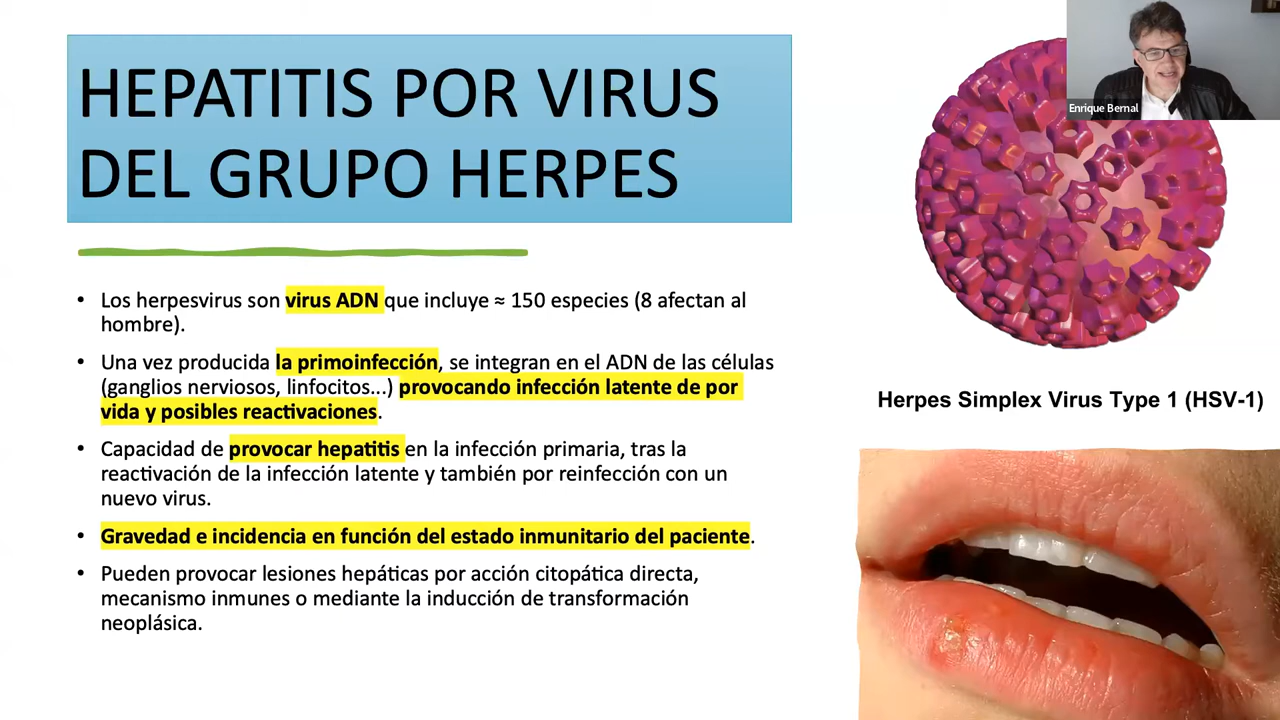 HEPATITIS POR VIRUS
DEL GRUPO HERPES
• Los herpesvirus son virus ADN que incluye ≈ 150 especies (8 afectan al
hombre).
• Una vez producida la primoinfección, se integran en el ADN de las células
(ganglios nerviosos, linfocitos...) provocando infección latente de por
vida y posibles reactivaciones.
• Capacidad de provocar hepatitis en la infección primaria, tras la
reactivación de la infección latente y también por reinfección con un
nuevo virus.
• Gravedad e incidencia en función del estado inmunitario del paciente.
• Pueden provocar lesiones hepáticas por acción citopática directa,
mecanismo inmunes o mediante la inducción de transformación
neoplásica.
Enrique Bernal
Herpes Simplex Virus Type 1 (HSV-1)